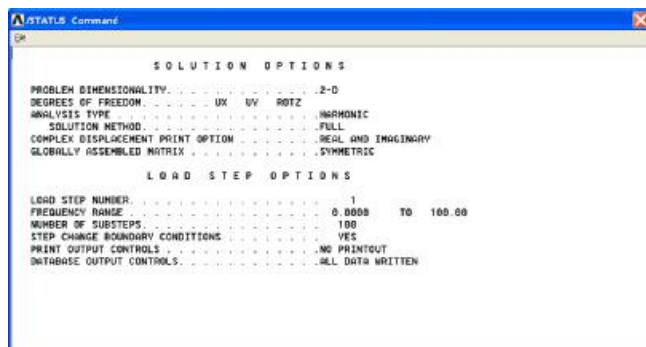 /STATUS Command
File
SOLUTION OPTIONS
PROBLEM DIMENSIONALITY. . . . . . . . . . . . .2-D
DEGREES OF FREEDOM. . . . . . UX UY ROTZ
ANALYSIS TYPE . . . . . . . . . . . . . . . . .HARMONIC
SOLUTION METHOD. . . . . . . . . . . . . . .FULL
COMPLEX DISPLACEMENT PRINT OPTION . . . . . . .REAL AND IMAGINARY
GLOBALLY ASSEMBLED MATRIX . . . . . . . . . . .SYMMETRIC
LOAD STEP OPTIONS
LOAD STEP NUMBER. . . . . . . . . . . . . . . . 1
FREQUENCY RANGE . . . . . . . . . . . . . . . . 0.0000 TO 100.00
NUMBER OF SUBSTEPS. . . . . . . . . . . . . . . 100
STEP CHANGE BOUNDARY CONDITIONS . . . . . . . . YES
PRINT OUTPUT CONTROLS . . . . . . . . . . . . .NO PRINTOUT
DATABASE OUTPUT CONTROLS. . . . . . . . . . . .ALL DATA WRITTEN